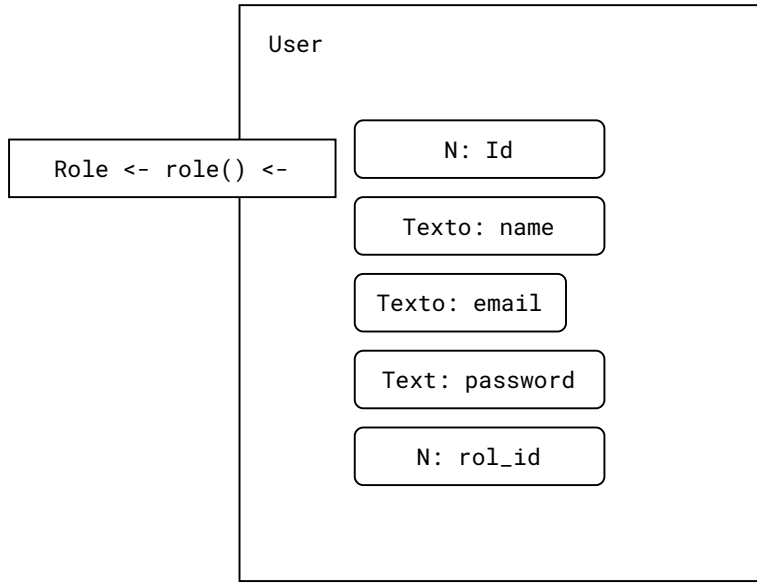 User
Role <- role() <-
N: Id
Texto: name
Texto: email
Text: password
N: rol_id